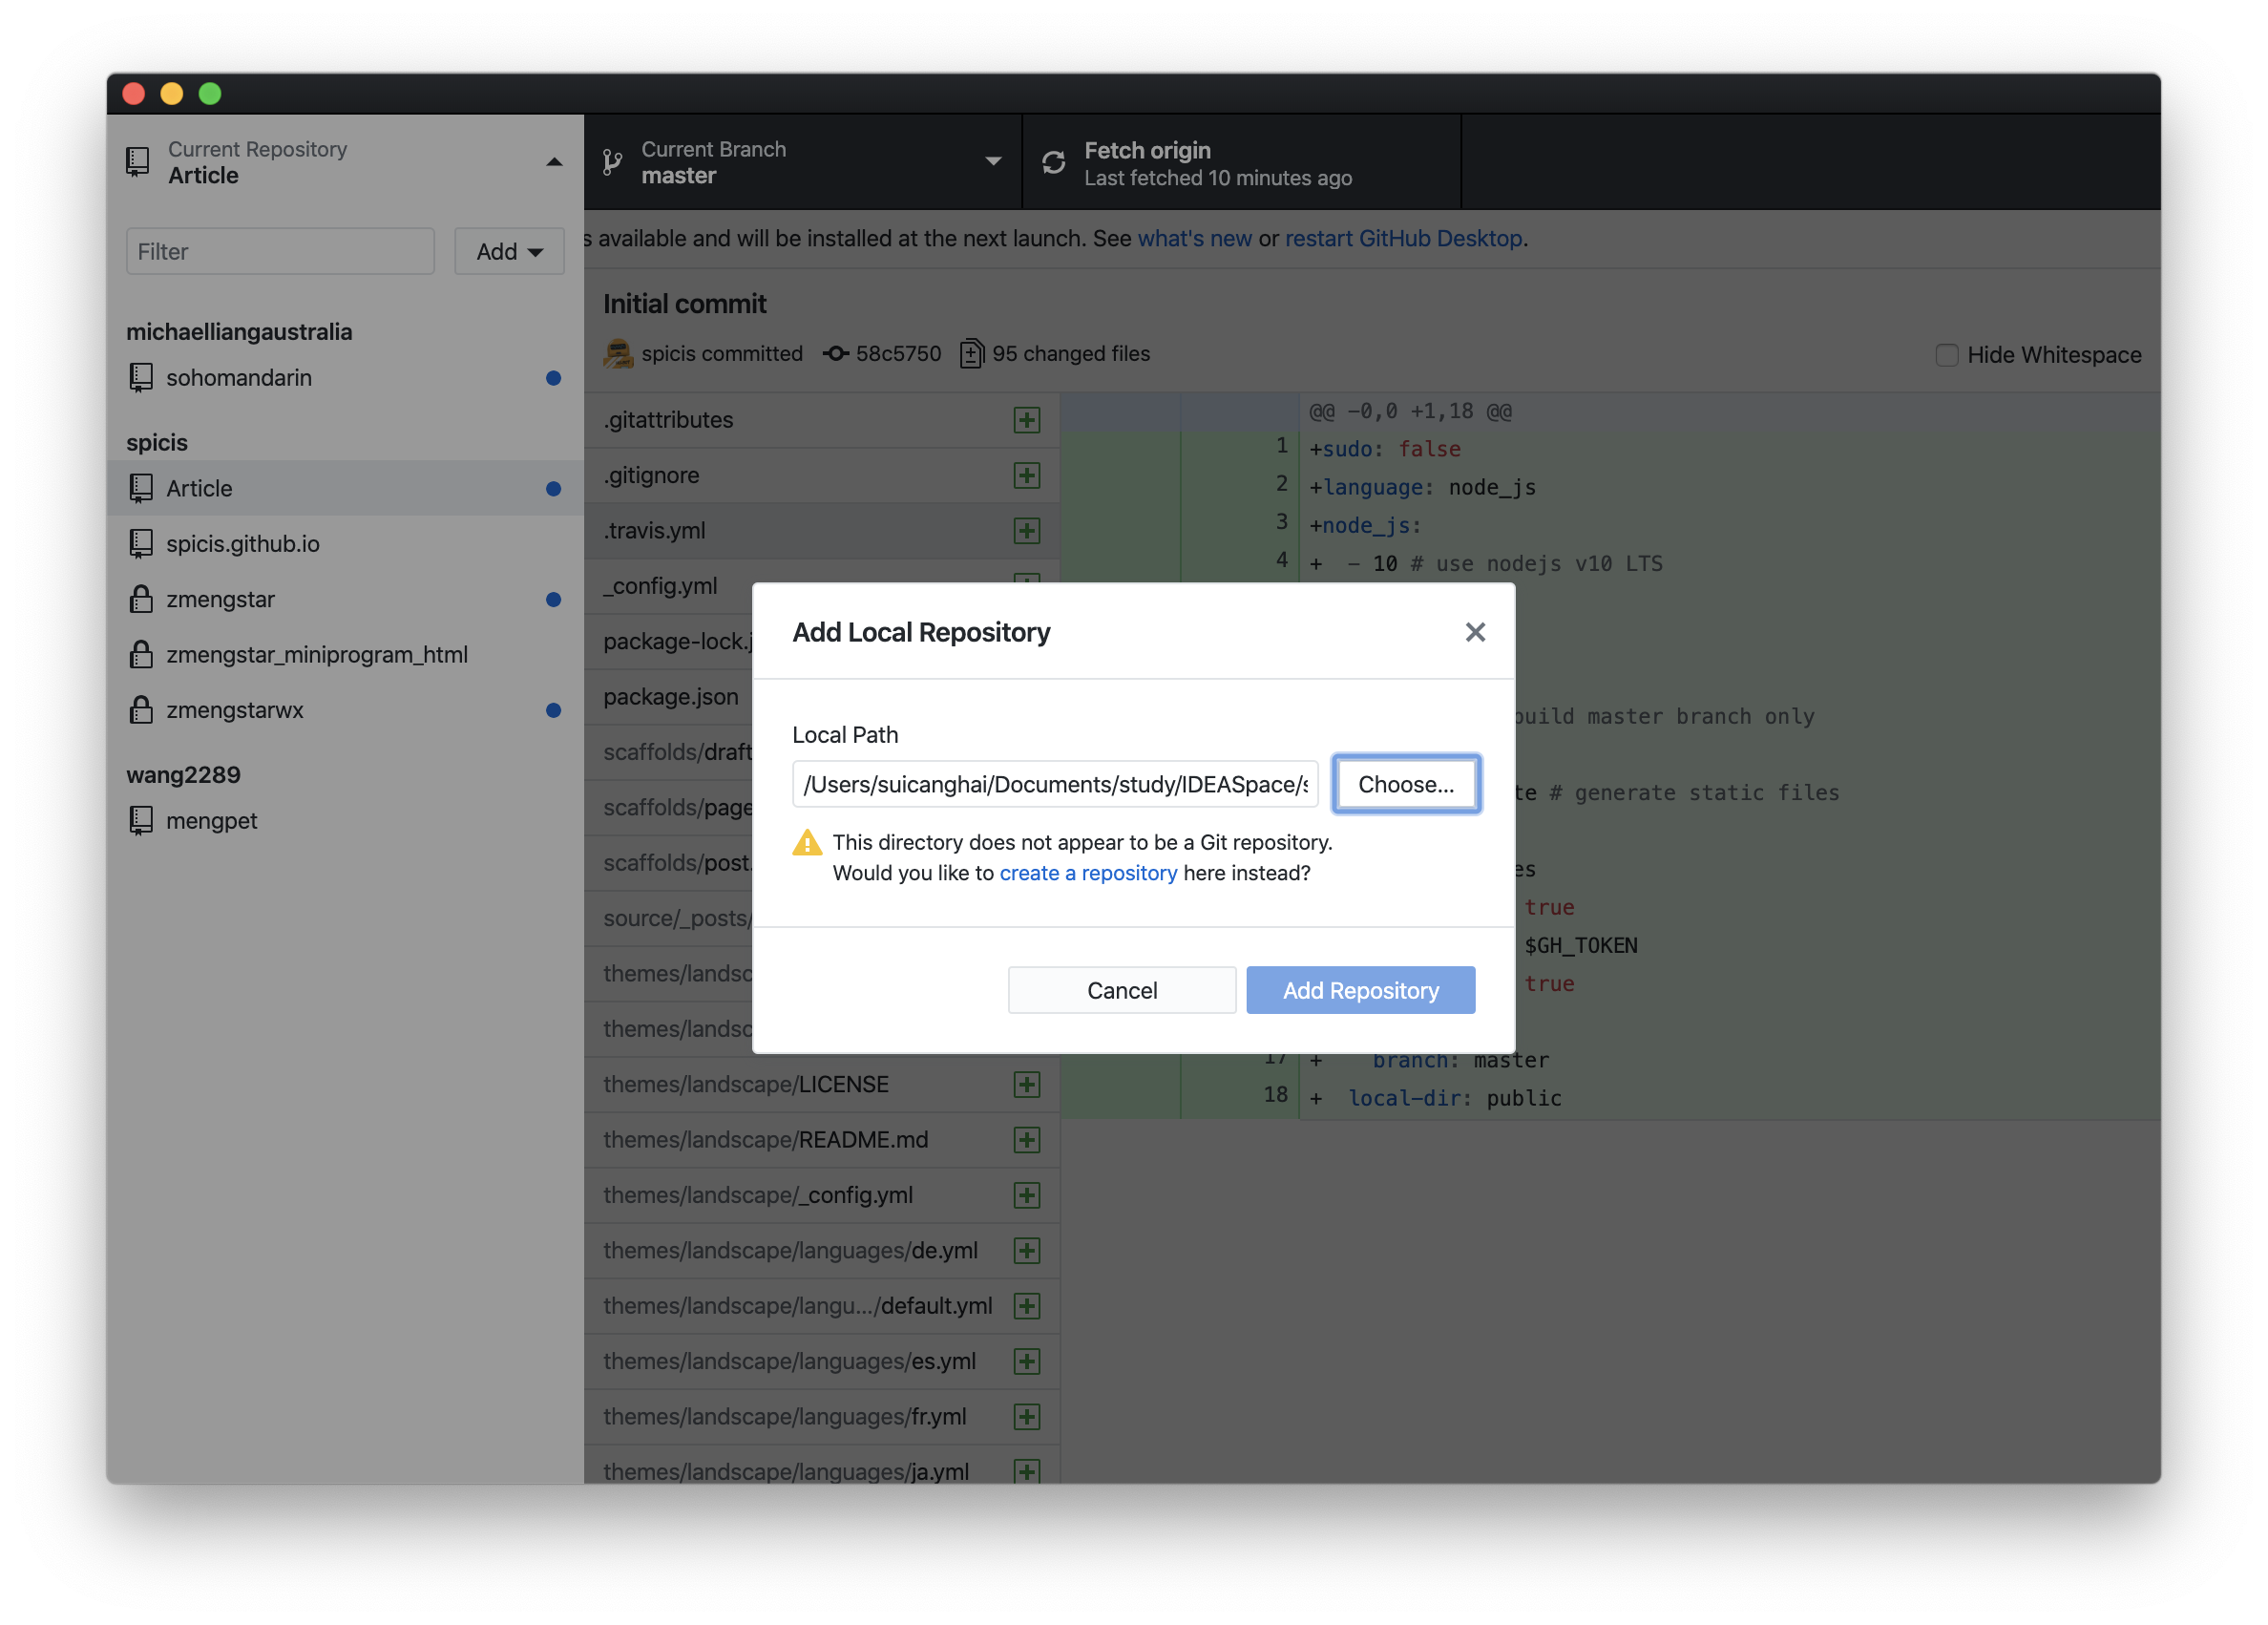 Current Repository
Article
Current Branch
master
Fetch origin
Last fetched 10 minutes ago
Filter
Add
michaelliangaustralia
sohomandarin
spicis
Article
spicis.github.io
zmengstar
zmengstar_miniprogram_html
zmengstarwx
wang2289
mengpet
s available and will be installed at the next launch. See what's new or restart GitHub Desktop.
Initial commit
spicis committed 58c5750 95 changed files
Hide Whitespace
.gitattributes
.gitignore
.travis.yml
_config.yml
package-lock.j
package.json
scaffolds/draft
scaffolds/page
scaffolds/post.
source/_posts/
themes/landsc
themes/landsc
themes/landscape/LICENSE
themes/landscape/README.md
themes/landscape/_config.yml
themes/landscape/languages/de.yml
themes/landscape/langu.../default.yml
themes/landscape/languages/es.yml
themes/landscape/languages/fr.yml
themes/landscape/languages/ja.yml
@@ -0,0 +1,18 @@
1 +sudo: false
2 +language: node_js
3 +node_js:
4 + - 10 # use nodejs v10 LTS
build master branch only
te # generate static files
es
true
$GH_TOKEN
true
17 + branch: master
18 + local-dir: public
Add Local Repository
Local Path
/Users/suicanghai/Documents/study/IDEASpace/s
Choose...
This directory does not appear to be a Git repository.
Would you like to create a repository here instead?
Cancel
Add Repository